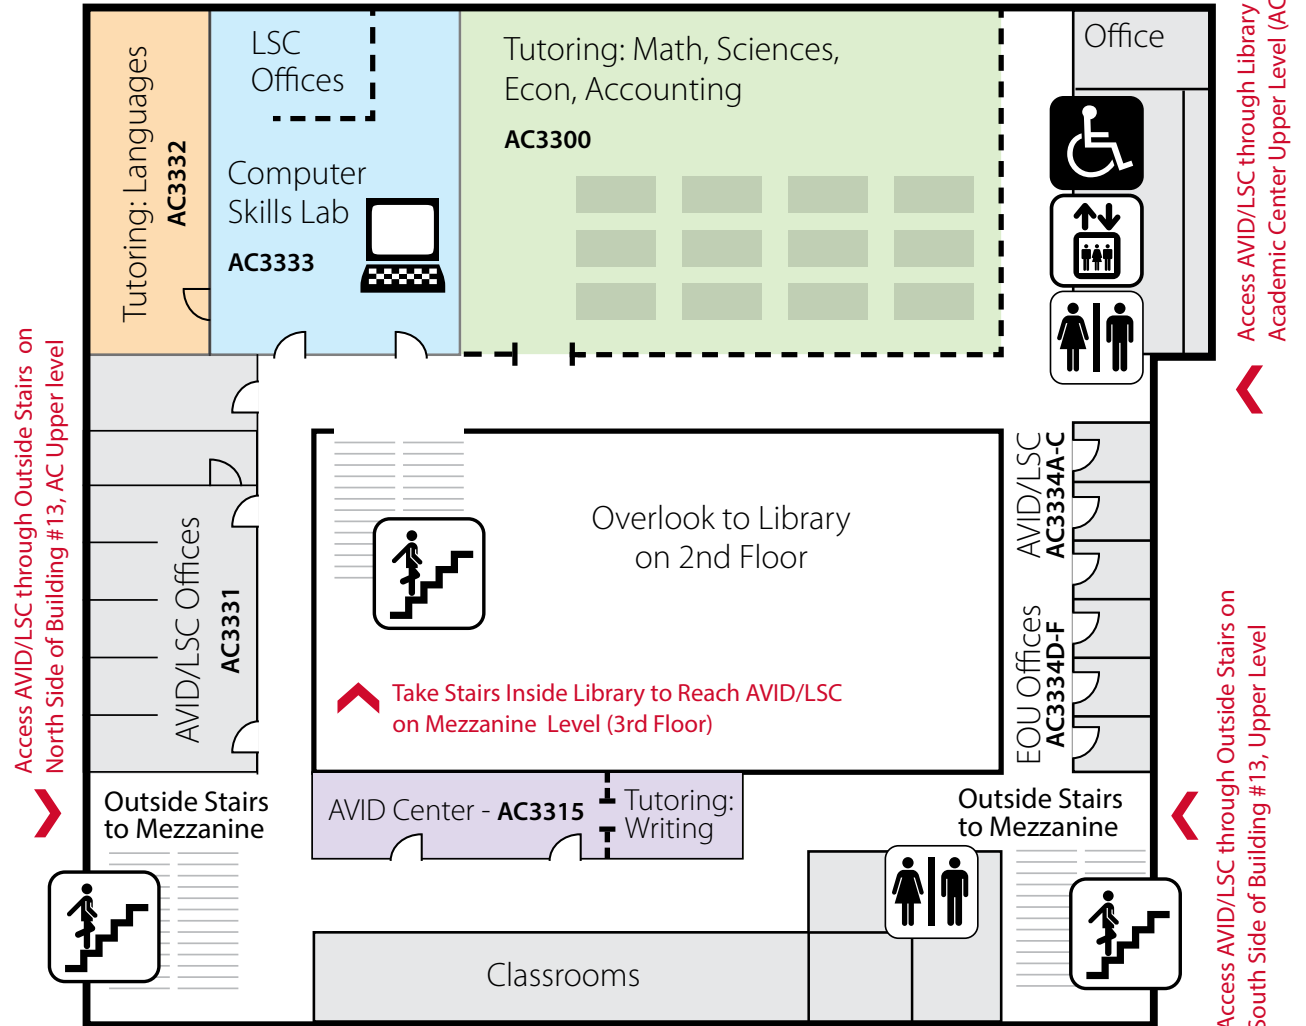 LSC
Offices
Tutoring: Math, Sciences,
Econ, Accounting
AC3300
Office
Tutoring: Languages
AC3332
Computer
Skills Lab
AC3333
Access AVID/LSC through Library
Academic Center Upper Level (AC
Access AVID/LSC through Outside Stairs on
North Side of Building #13, AC Upper level
AVID/LSC Offices
AC3331
Overlook to Library
on 2nd Floor
AVID/LSC
AC3334A-C
EOU Offices
AC3334D-F
Take Stairs Inside Library to Reach AVID/LSC
on Mezzanine Level (3rd Floor)
Access AVID/LSC through Outside Stairs on
South Side of Building #13, Upper Level
Outside Stairs
to Mezzanine
AVID Center - AC3315
Tutoring:
Writing
Outside Stairs
to Mezzanine
Classrooms